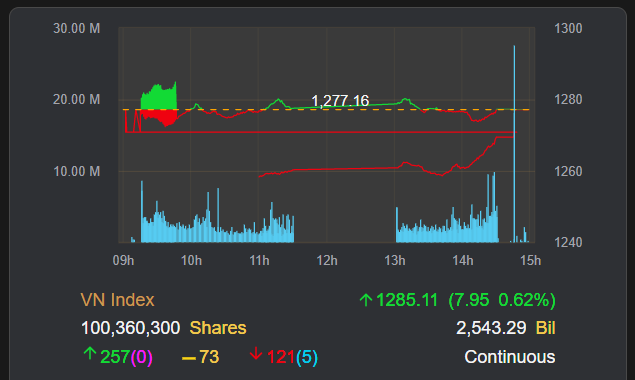 30.00 M 1300
1,277.16
20.00 M 1280
10.00 M 1260
1240
09h 10h 11h 12h 13h 14h 15h
VN Index ↑1285.11 (7.95 0.62%)
100,360,300 Shares 2,543.29 Bil
↑257(0) –73 ↓121(5) Continuous